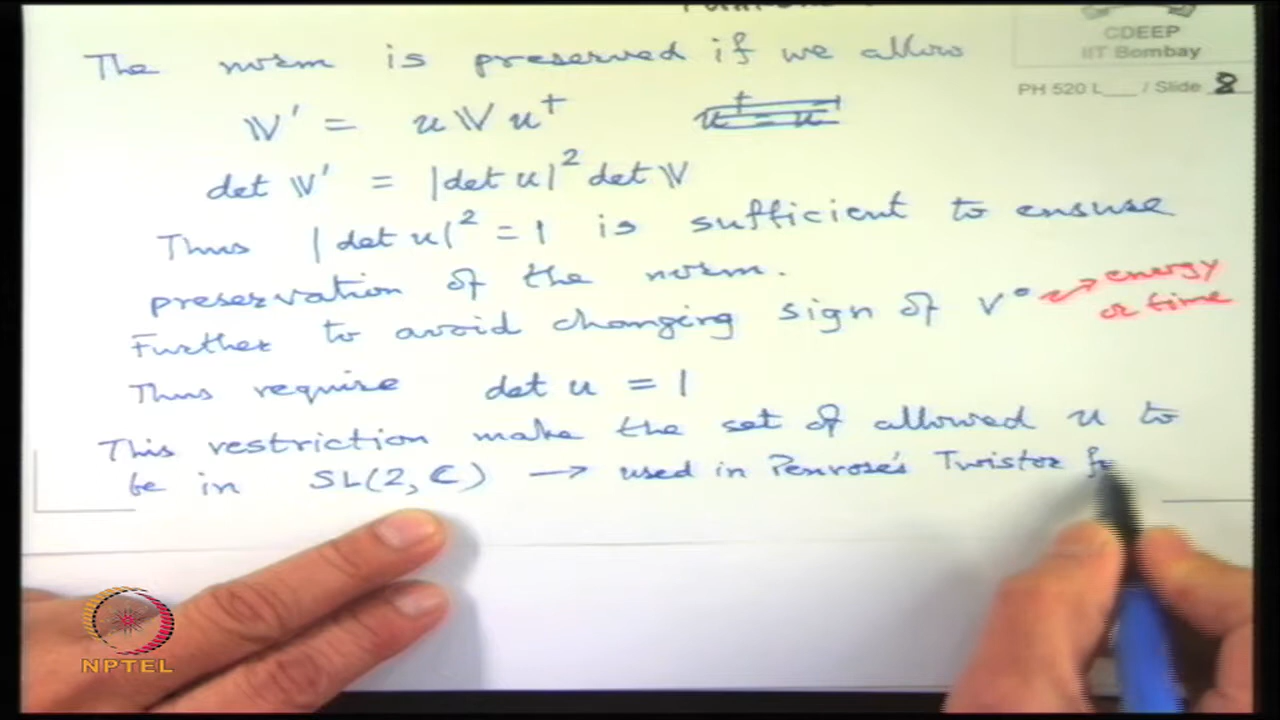 CDEEP
IIT Bombay
PH 520 L___ / Slide 8
The norm is preserved if we allow
𝕍' = u 𝕍 u†
det 𝕍' = |det u|² det 𝕍
Thus |det u|² = 1 is sufficient to ensure
preservation of the norm.
Further to avoid changing sign of V⁰ → energy
or time
Thus require det u = 1
This restriction make the set of allowed u to
be in SL(2, C) → used in Penrose's Twistor
NPTEL